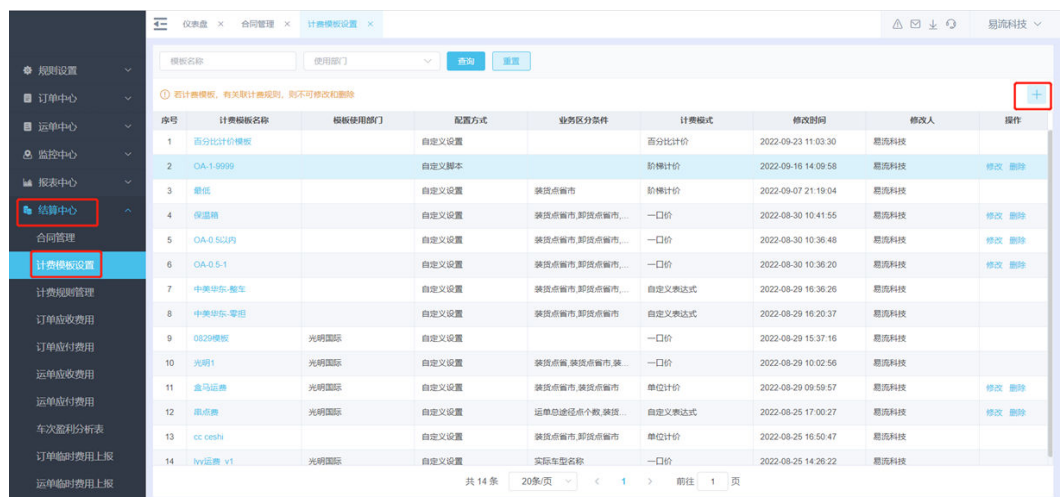 仪表盘 × 合同管理 × 计费模板设置 × 易流科技
规则设置
订单中心
运单中心
监控中心
报表中心
结算中心
合同管理
计费模板设置
计费规则管理
订单应收费用
订单应付费用
运单应收费用
运单应付费用
车次盈利分析表
订单临时费用上报
运单临时费用上报
模板名称 使用部门 查询 重置
若计费模板，有关联计费规则，则不可修改和删除
序号 计费模板名称 模板使用部门 配置方式 业务区分条件 计费模式 修改时间 修改人 操作
1 百分比计价模板 自定义设置 百分比计价 2022-09-23 11:03:30 易流科技
2 OA-1-9999 自定义脚本 阶梯计价 2022-09-16 14:09:58 易流科技 修改 删除
3 最低 自定义设置 装货点省市 阶梯计价 2022-09-07 21:19:04 易流科技
4 保温箱 自定义设置 装货点省市,卸货点省市,... 一口价 2022-08-30 10:41:55 易流科技 修改 删除
5 OA-0.5以内 自定义设置 装货点省市,卸货点省市,... 一口价 2022-08-30 10:36:48 易流科技 修改 删除
6 OA-0.5-1 自定义设置 装货点省市,卸货点省市,... 一口价 2022-08-30 10:36:20 易流科技 修改 删除
7 中美华东-整车 自定义设置 装货点省市,卸货点省市,... 自定义表达式 2022-08-29 16:36:26 易流科技
8 中美华东-零担 自定义设置 装货点省市,卸货点省市 自定义表达式 2022-08-29 16:20:37 易流科技
9 0829模板 光明国际 自定义设置 一口价 2022-08-29 15:37:16 易流科技
10 光明1 光明国际 自定义设置 装货点省,装货点省市,装... 一口价 2022-08-29 10:02:56 易流科技
11 盒马运费 光明国际 自定义设置 装货点省市,装货点省市 单位计价 2022-08-29 09:59:57 易流科技 修改 删除
12 串点费 光明国际 自定义设置 运单总途径点个数,装货... 自定义表达式 2022-08-25 17:00:27 易流科技 修改 删除
13 cc ceshi 自定义设置 装货点省市,卸货点省市 单位计价 2022-08-25 16:50:47 易流科技
14 lvy运费_v1 光明国际 自定义设置 实际车型名称 一口价 2022-08-25 14:26:22 易流科技
共 14 条 20条/页 < 1 > 前往 1 页